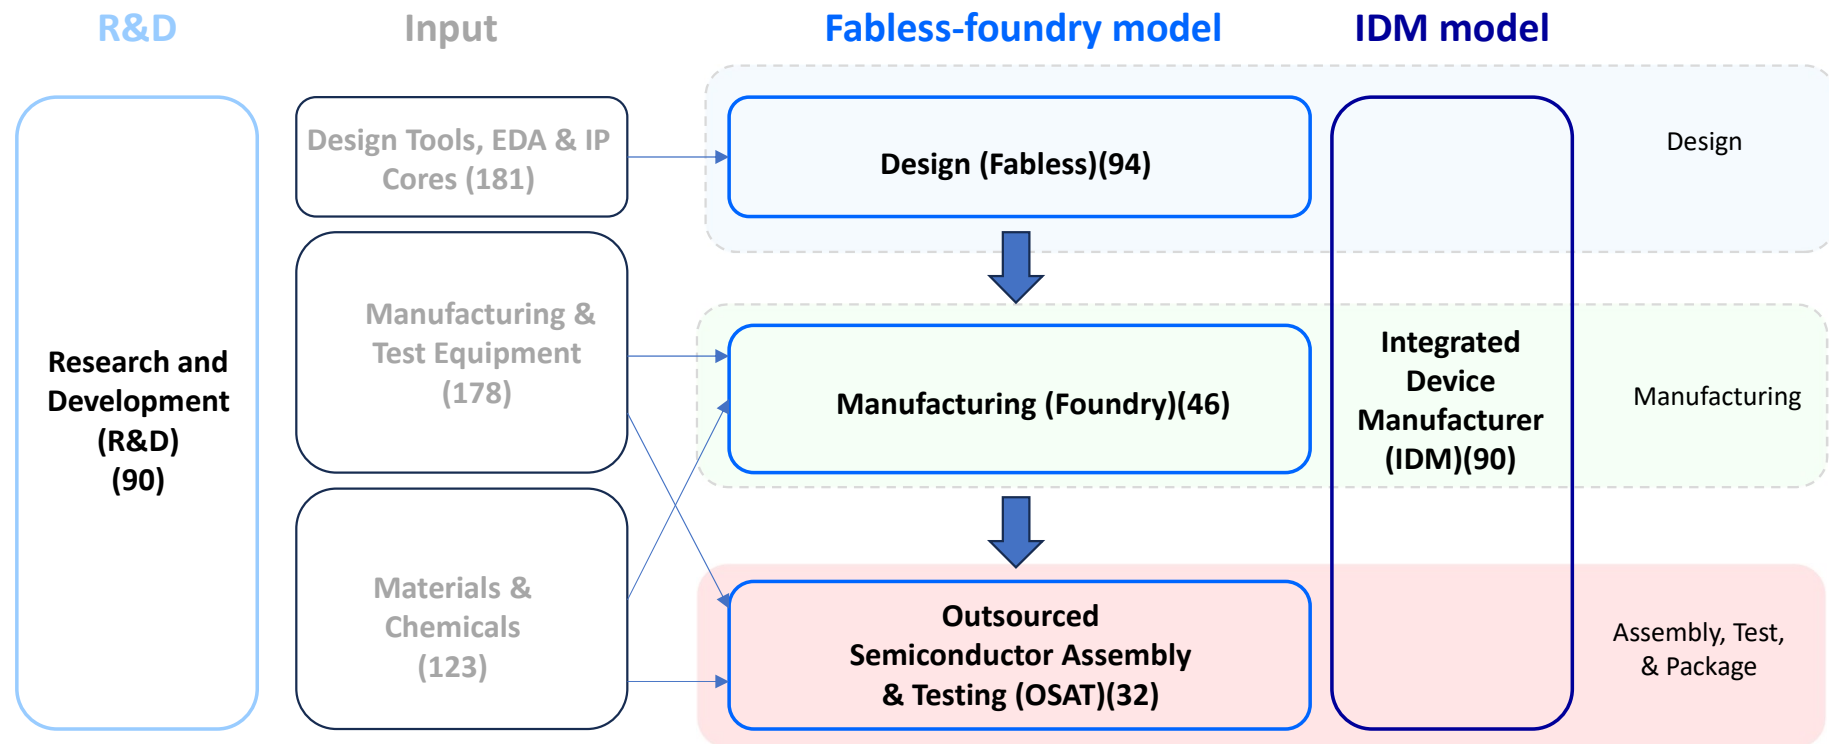 R&D
Input
Fabless-foundry model
IDM model
Research and
Development
(R&D)
(90)
Design Tools, EDA & IP
Cores (181)
Manufacturing &
Test Equipment
(178)
Materials &
Chemicals
(123)
Design (Fabless)(94)
Manufacturing (Foundry)(46)
Outsourced
Semiconductor Assembly
& Testing (OSAT)(32)
Integrated
Device
Manufacturer
(IDM)(90)
Design
Manufacturing
Assembly, Test,
& Package